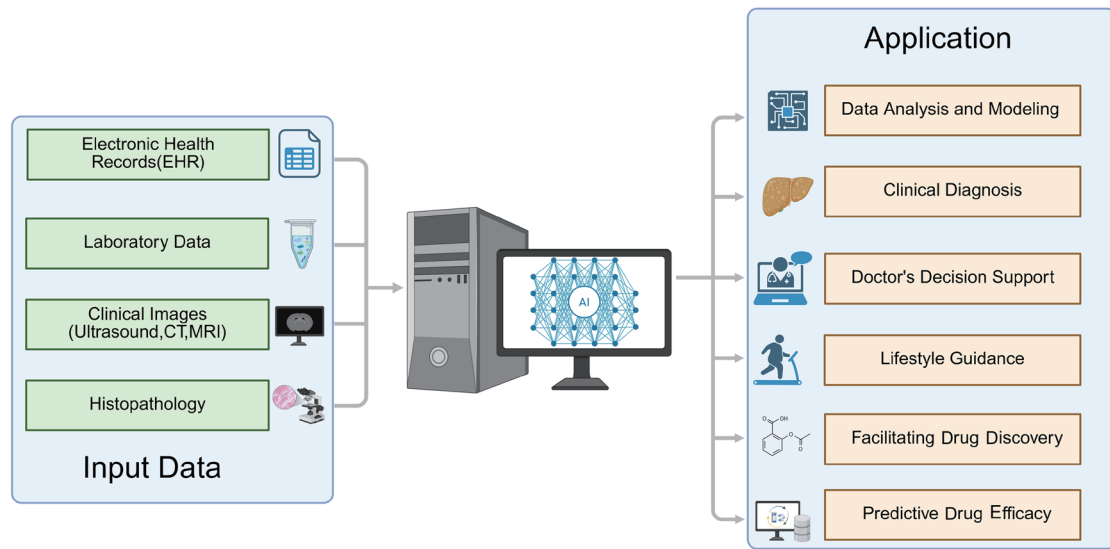 Electronic Health
Records(EHR)
Laboratory Data
Clinical Images
(Ultrasound,CT,MRI)
Histopathology
Input Data
AI
Application
Data Analysis and Modeling
Clinical Diagnosis
Doctor's Decision Support
Lifestyle Guidance
OH
O
O
O
Facilitating Drug Discovery
Predictive Drug Efficacy